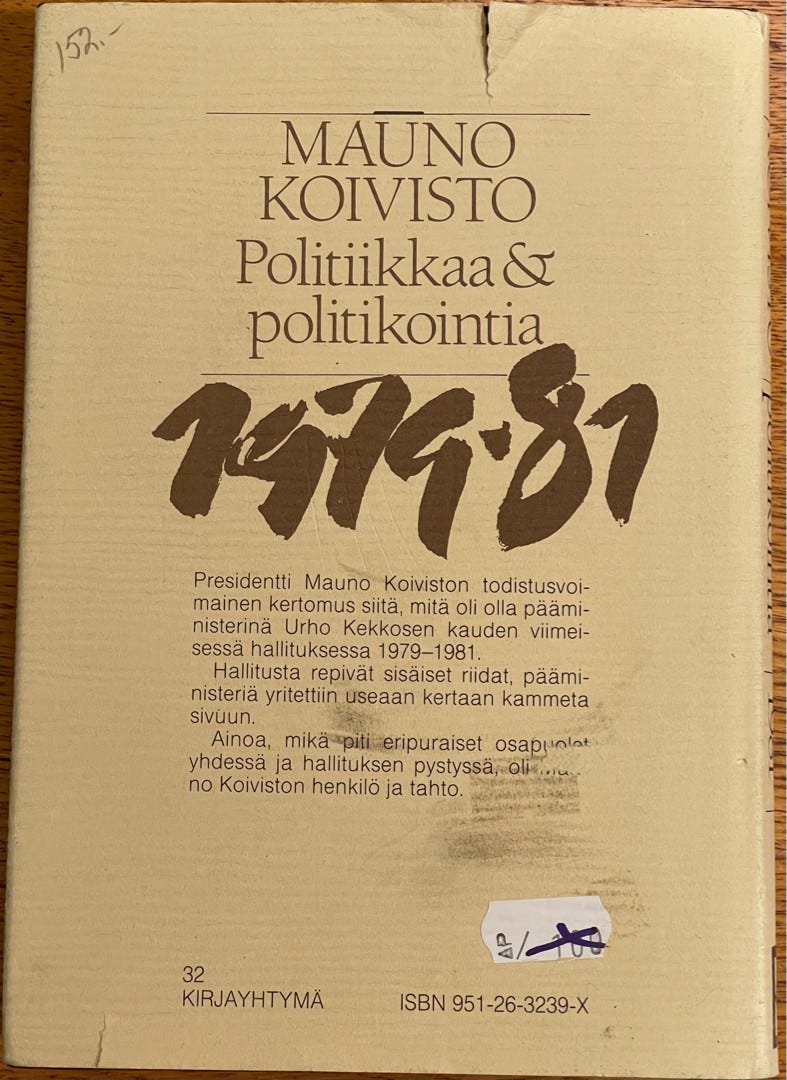 152.-
MAUNO
KOIVISTO
Politiikkaa &
politikointia
1979-81
Presidentti Mauno Koiviston todistusvoi-
mainen kertomus siitä, mitä oli olla päämi-
nisterinä Urho Kekkosen kauden viimei-
sessä hallituksessa 1979–1981.
Hallitusta repivät sisäiset riidat, päämi-
nisteriä yritettiin useaan kertaan kammeta
sivuun.
Ainoa, mikä piti eripuraiset osapuolet
yhdessä ja hallituksen pystyssä, oli Mau-
no Koiviston henkilö ja tahto.
AP/
32
KIRJAYHTYMÄ
ISBN 951-26-3239-X